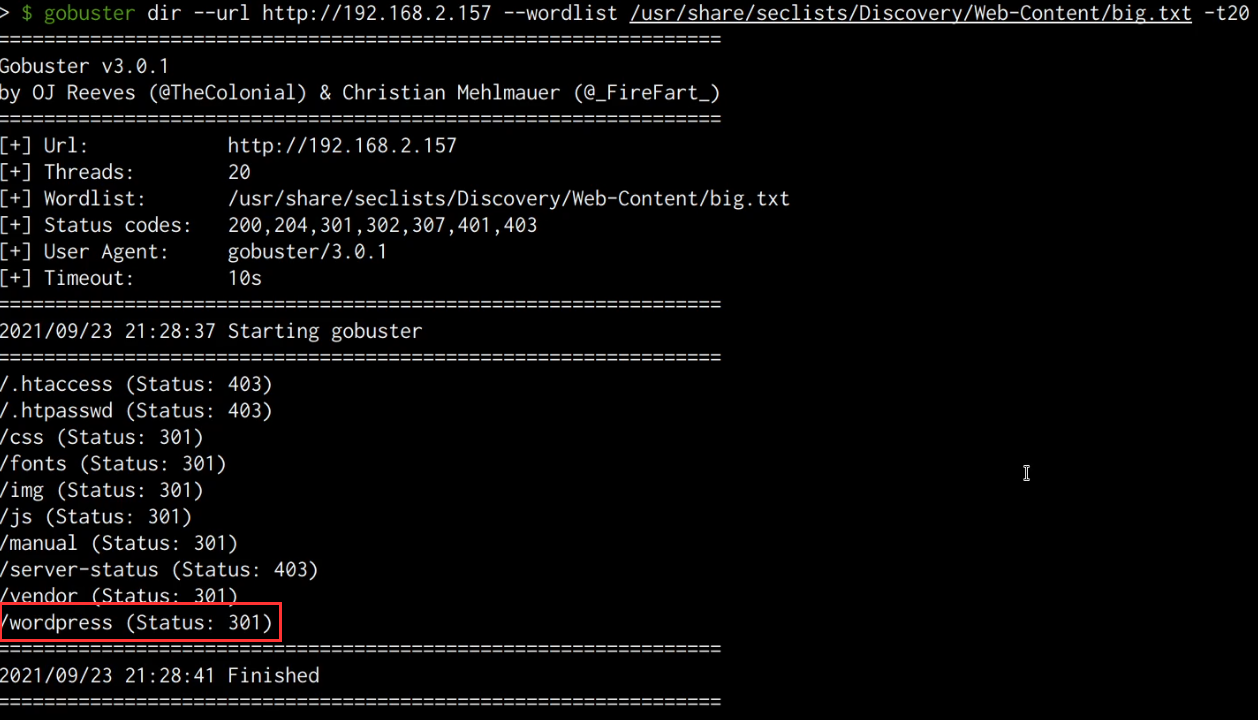 > $ gobuster dir --url http://192.168.2.157 --wordlist /usr/share/seclists/Discovery/Web-Content/big.txt -t20
===============================================================
Gobuster v3.0.1
by OJ Reeves (@TheColonial) & Christian Mehlmauer (@_FireFart_)
===============================================================
[+] Url:            http://192.168.2.157
[+] Threads:        20
[+] Wordlist:       /usr/share/seclists/Discovery/Web-Content/big.txt
[+] Status codes:   200,204,301,302,307,401,403
[+] User Agent:     gobuster/3.0.1
[+] Timeout:        10s
===============================================================
2021/09/23 21:28:37 Starting gobuster
===============================================================
/.htaccess (Status: 403)
/.htpasswd (Status: 403)
/css (Status: 301)
/fonts (Status: 301)
/img (Status: 301)
/js (Status: 301)
/manual (Status: 301)
/server-status (Status: 403)
/vendor (Status: 301)
/wordpress (Status: 301)
===============================================================
2021/09/23 21:28:41 Finished
===============================================================